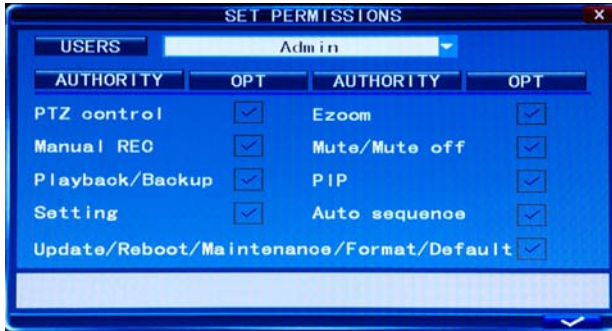 SET PERMISSIONS
USERS Admin
AUTHORITY OPT AUTHORITY OPT
PTZ control Ezoom
Manual REC Mute/Mute off
Playback/Backup PIP
Setting Auto sequence
Update/Reboot/Maintenance/Format/Default